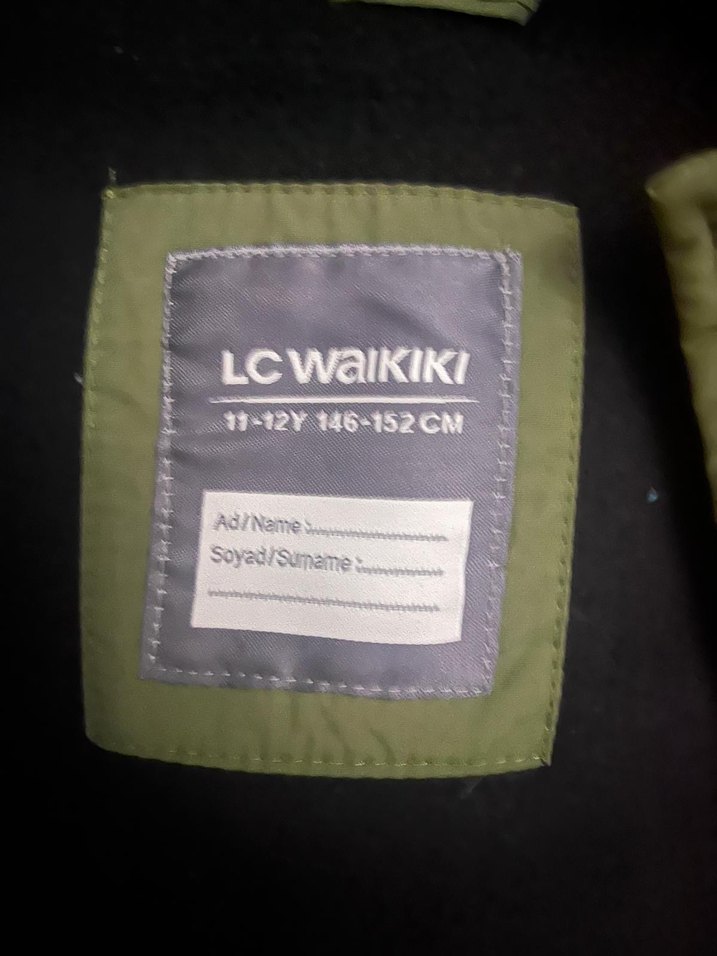 LC WaIKIKI
11-12Y 146-152 CM
Ad/Name :....................
Soyad/Surname :............
..............................